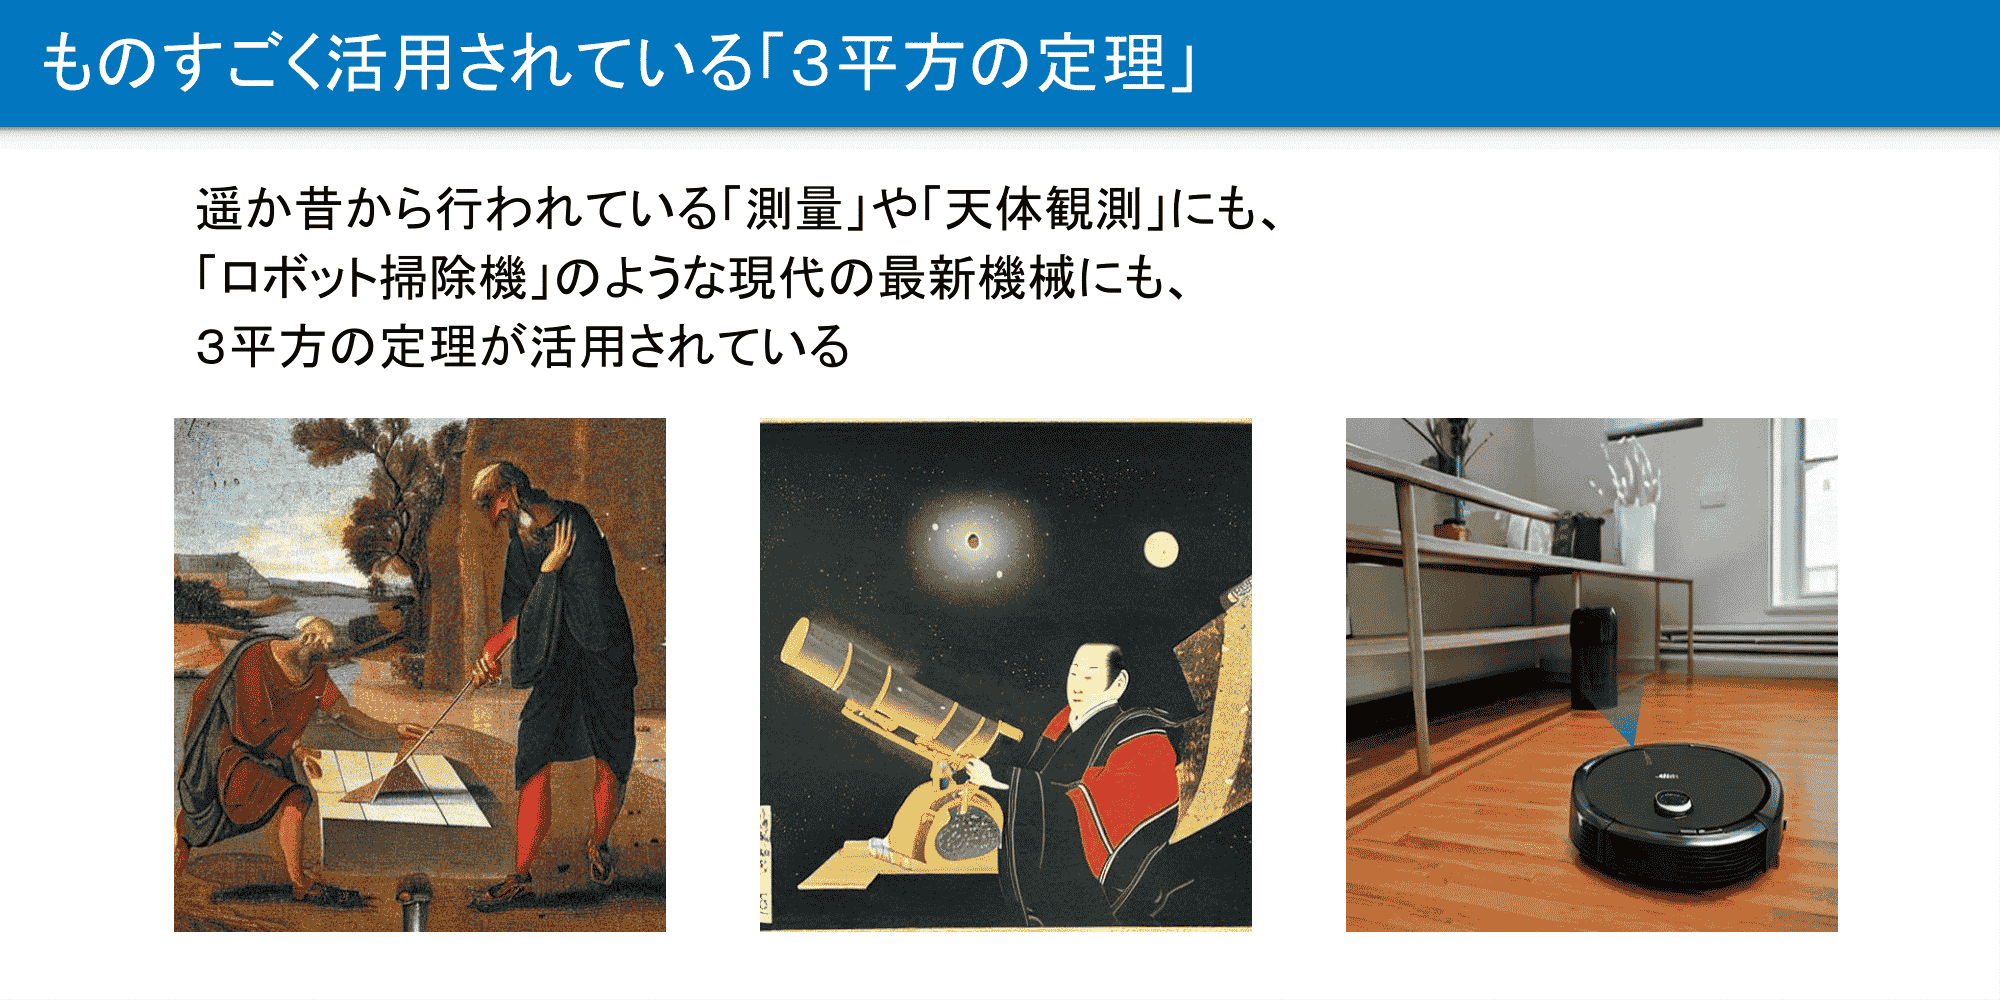 ものすごく活用されている「３平方の定理」
遥か昔から行われている「測量」や「天体観測」にも、
「ロボット掃除機」のような現代の最新機械にも、
３平方の定理が活用されている